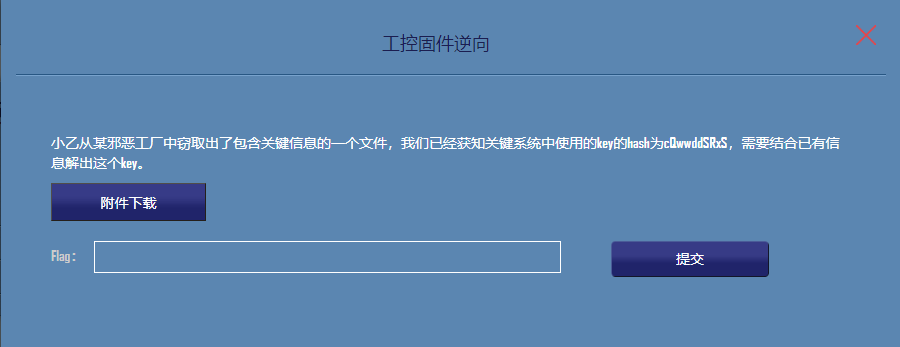 工控固件逆向
小乙从某邪恶工厂中窃取出了包含关键信息的一个文件，我们已经获知关键系统中使用的key的hash为cQwwddSRxS，需要结合已有信
息解出这个key。
附件下载
Flag：
提交